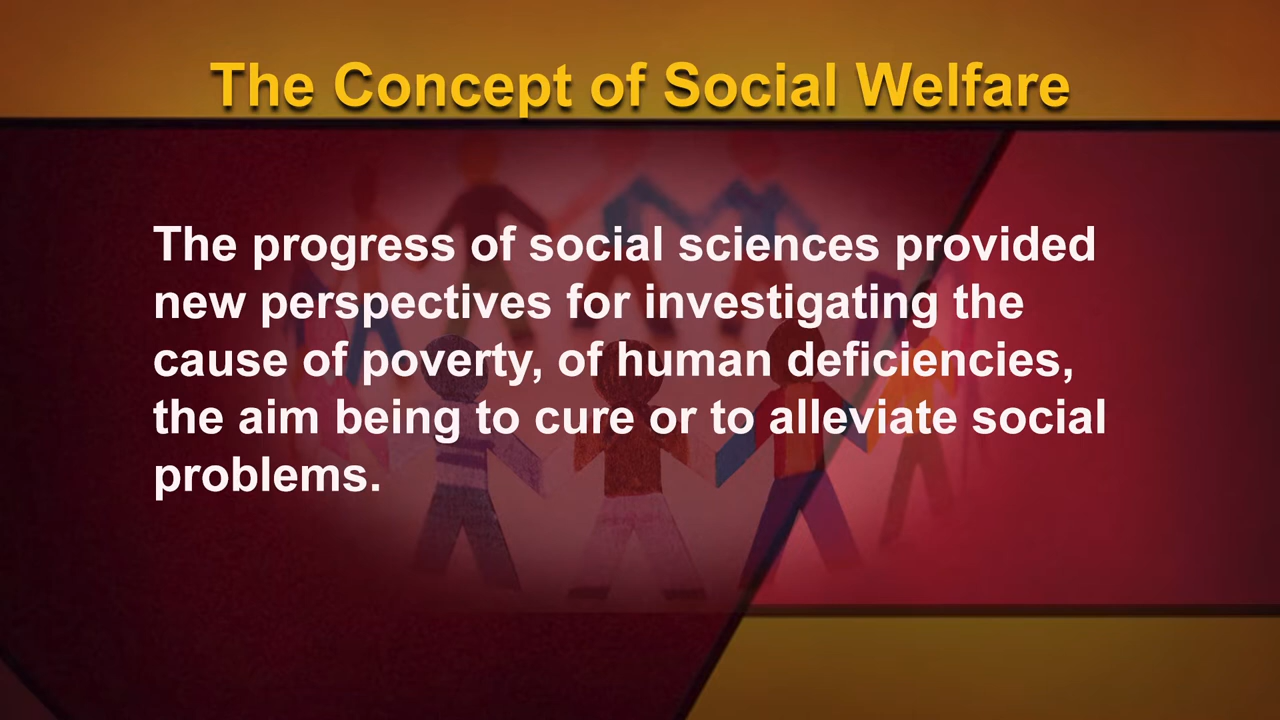 The Concept of Social Welfare
The progress of social sciences provided
new perspectives for investigating the
cause of poverty, of human deficiencies,
the aim being to cure or to alleviate social
problems.